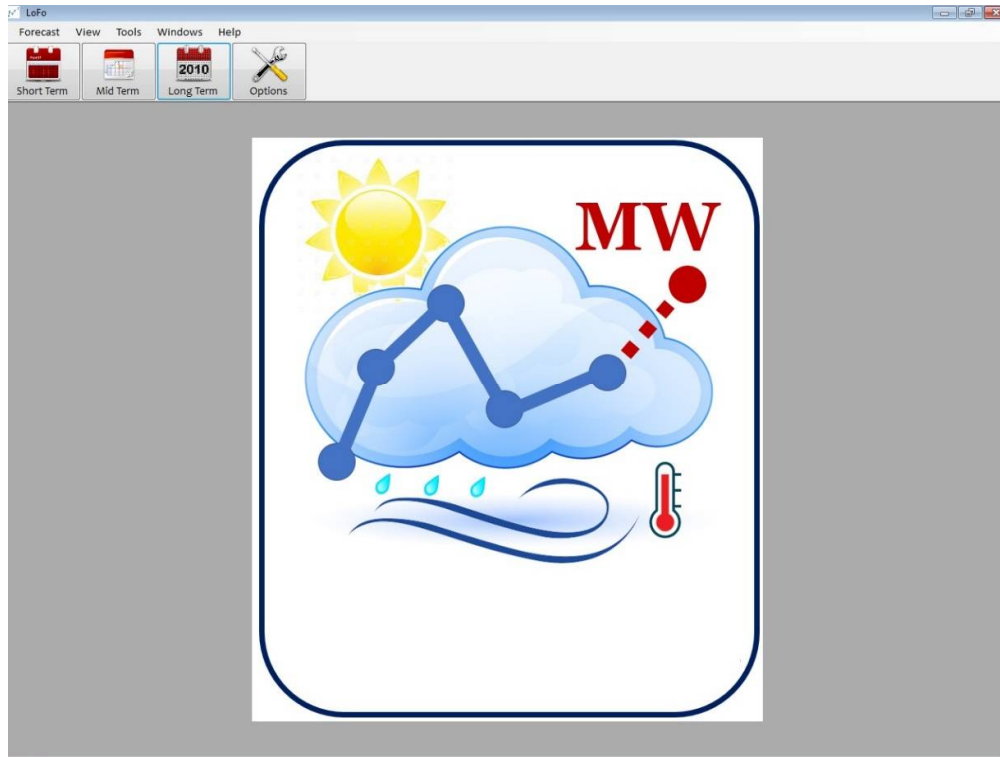 LoFo
Forecast View Tools Windows Help
2010
Short Term Mid Term Long Term Options
MW